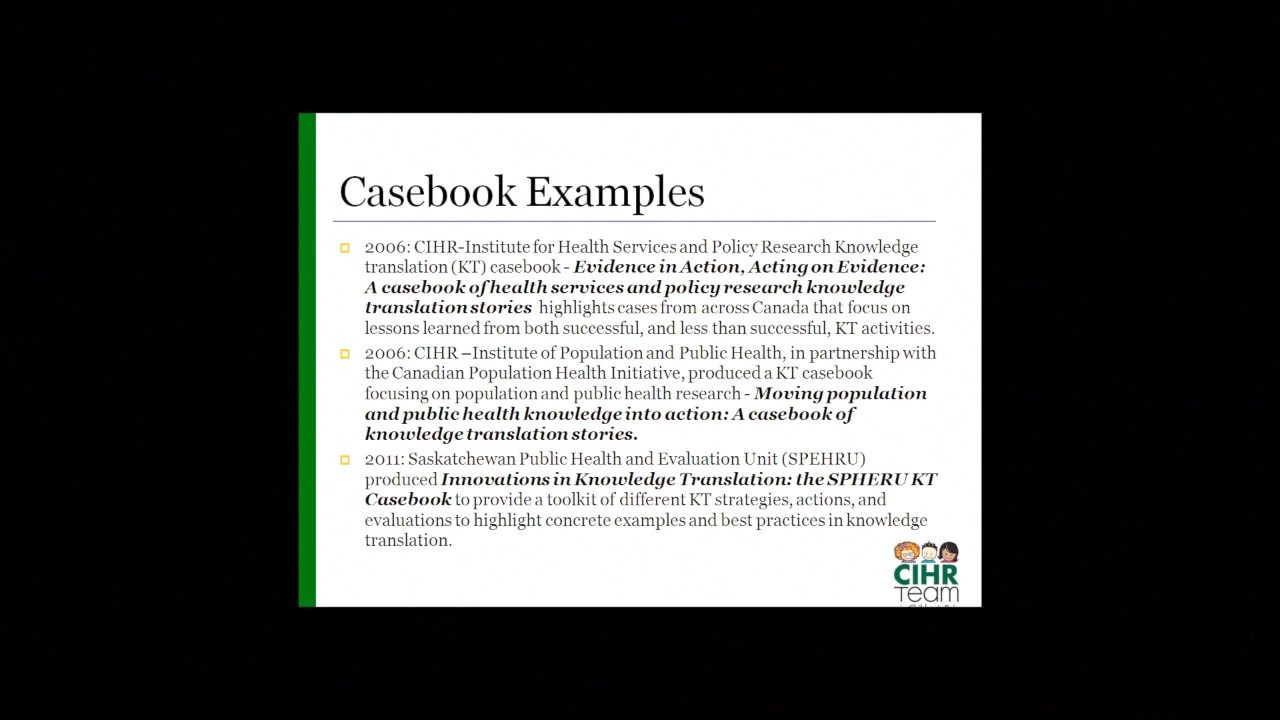 Casebook Examples
2006: CIHR-Institute for Health Services and Policy Research Knowledge
translation (KT) casebook - Evidence in Action, Acting on Evidence:
A casebook of health services and policy research knowledge
translation stories highlights cases from across Canada that focus on
lessons learned from both successful, and less than successful, KT activities.
2006: CIHR –Institute of Population and Public Health, in partnership with
the Canadian Population Health Initiative, produced a KT casebook
focusing on population and public health research - Moving population
and public health knowledge into action: A casebook of
knowledge translation stories.
2011: Saskatchewan Public Health and Evaluation Unit (SPEHRU)
produced Innovations in Knowledge Translation: the SPHERU KT
Casebook to provide a toolkit of different KT strategies, actions, and
evaluations to highlight concrete examples and best practices in knowledge
translation.
CIHR
Team